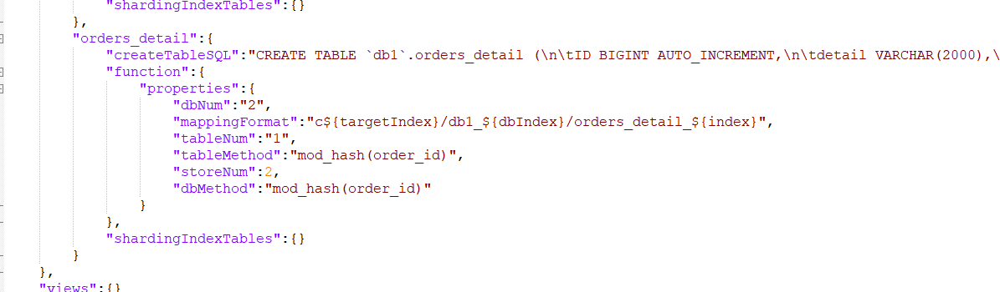 "shardingIndexTables":{}
},
"orders_detail":{
"createTableSQL":"CREATE TABLE `db1`.orders_detail (\n\tID BIGINT AUTO_INCREMENT,\n\tdetail VARCHAR(2000),\
"function":{
"properties":{
"dbNum":"2",
"mappingFormat":"c${targetIndex}/db1_${dbIndex}/orders_detail_${index}",
"tableNum":"1",
"tableMethod":"mod_hash(order_id)",
"storeNum":2,
"dbMethod":"mod_hash(order_id)"
}
},
"shardingIndexTables":{}
}
},
"views":{}